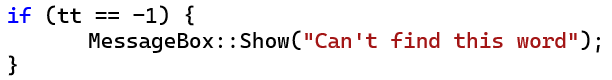 if (tt == -1) {
        MessageBox::Show("Can't find this word");
}